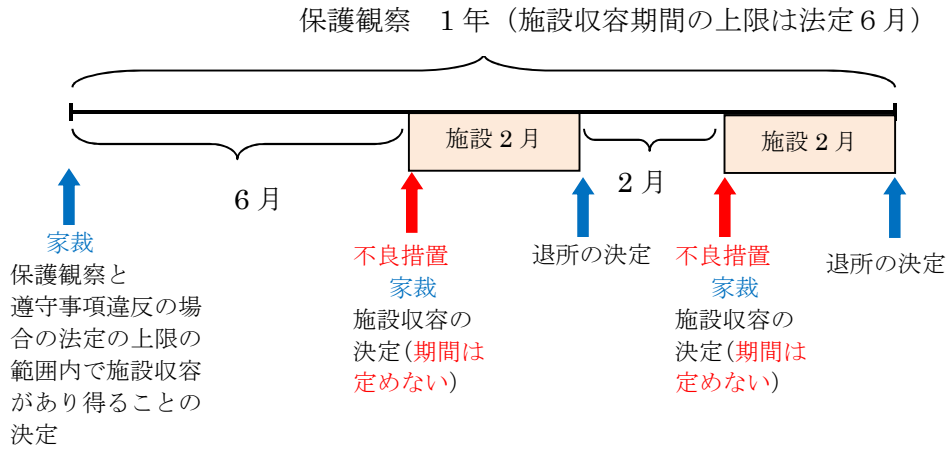 保護観察　１年（施設収容期間の上限は法定６月）
施設２月
施設２月
６月
２月
家裁
保護観察と
遵守事項違反の場
合の法定の上限の
範囲内で施設収容
があり得ることの
決定
不良措置
家裁
施設収容の
決定(期間は
定めない)
退所の決定
不良措置
家裁
施設収容の
決定(期間は
定めない)
退所の決定